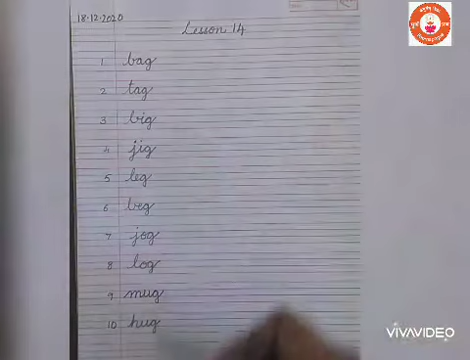 18.12.2020
Lesson 14
1 bag
2 tag
3 big
4 jig
5 leg
6 beg
7 jog
8 log
9 mug
10 hug
VIVAVIDEO